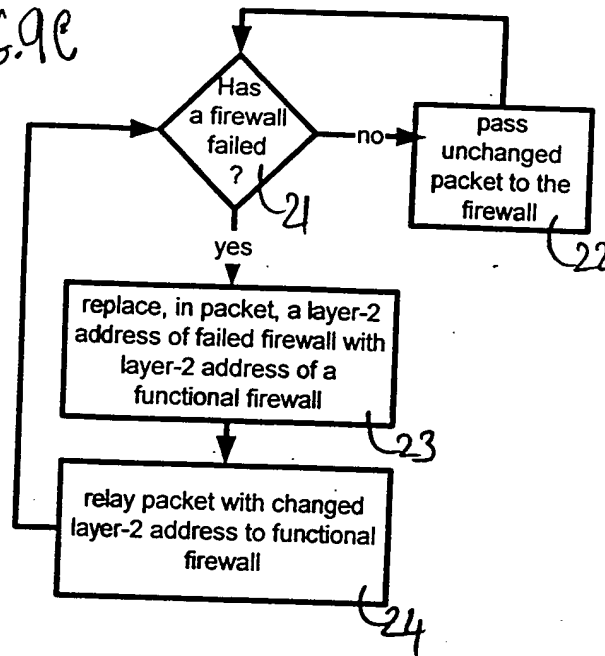 G.9C
Has
a firewall
failed
?
21
no
pass
unchanged
packet to the
firewall
22
yes
replace, in packet, a layer-2
address of failed firewall with
layer-2 address of a
functional firewall
23
relay packet with changed
layer-2 address to functional
firewall
24